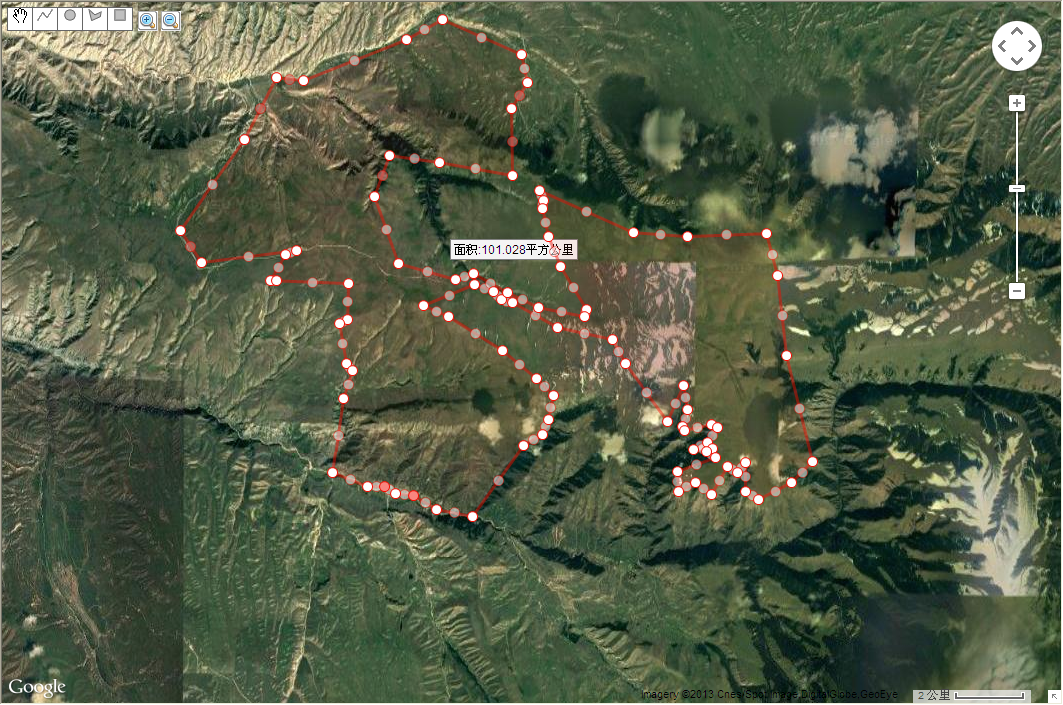 面积:101.028平方公里
Google
Imagery ©2013 Cnes/Spot Image, DigitalGlobe, GeoEye
2 公里